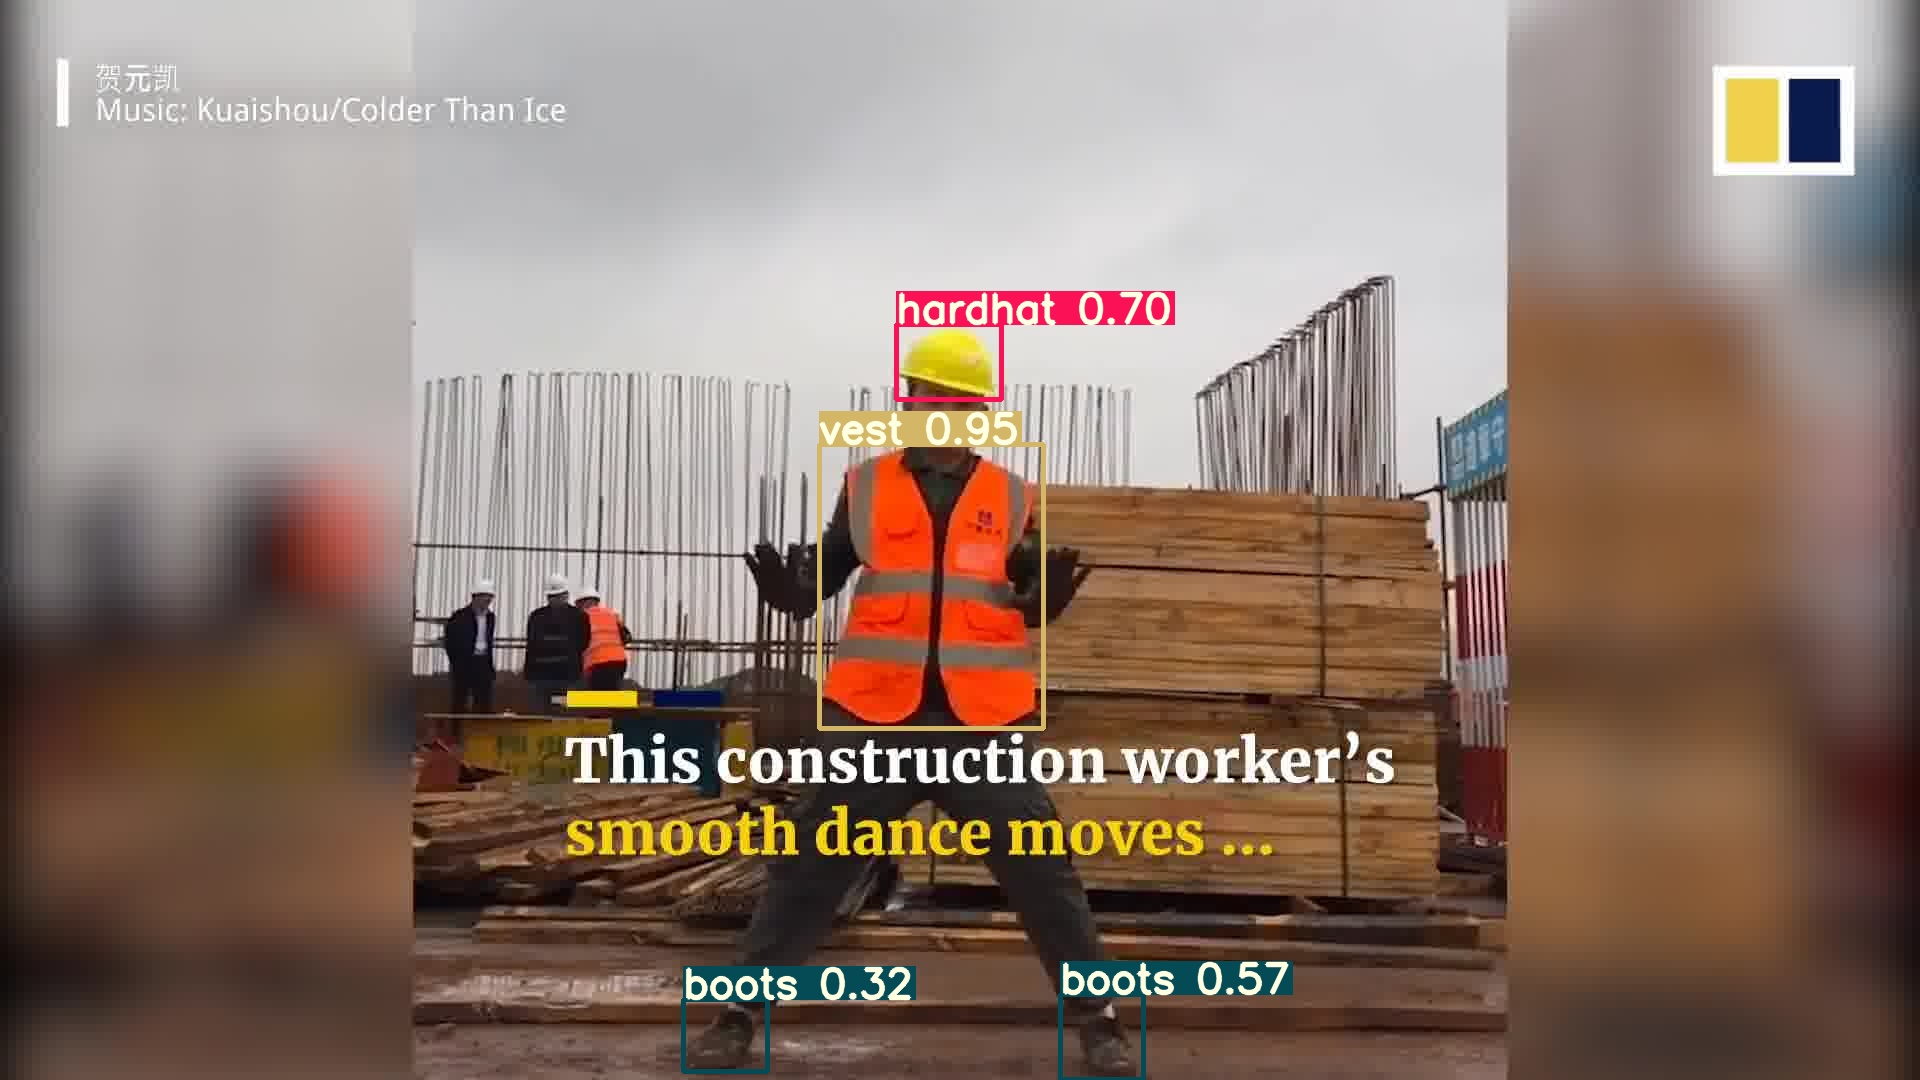 贺元凯
Music: Kuaishou/Colder Than Ice
hardhat 0.70
vest 0.95
This construction worker's
smooth dance moves ...
boots 0.32
boots 0.57